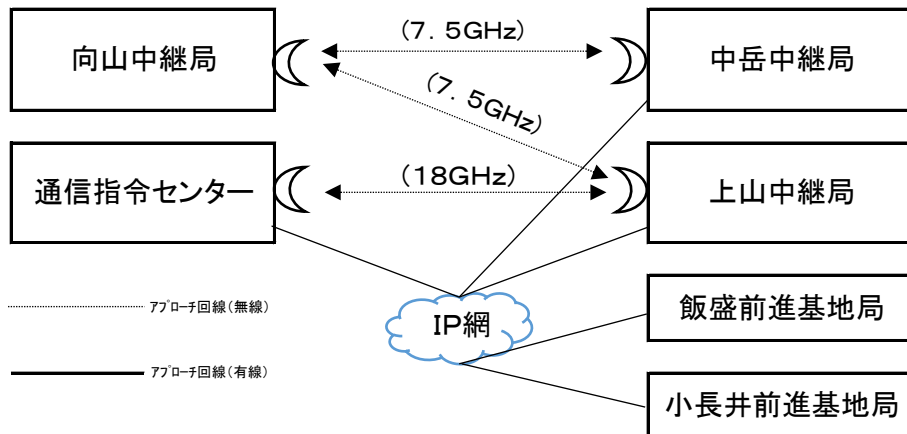 向山中継局
(7.5GHz)
中岳中継局
(7.5GHz)
通信指令センター
(18GHz)
上山中継局
アプローチ回線(無線)
IP網
飯盛前進基地局
アプローチ回線(有線)
小長井前進基地局